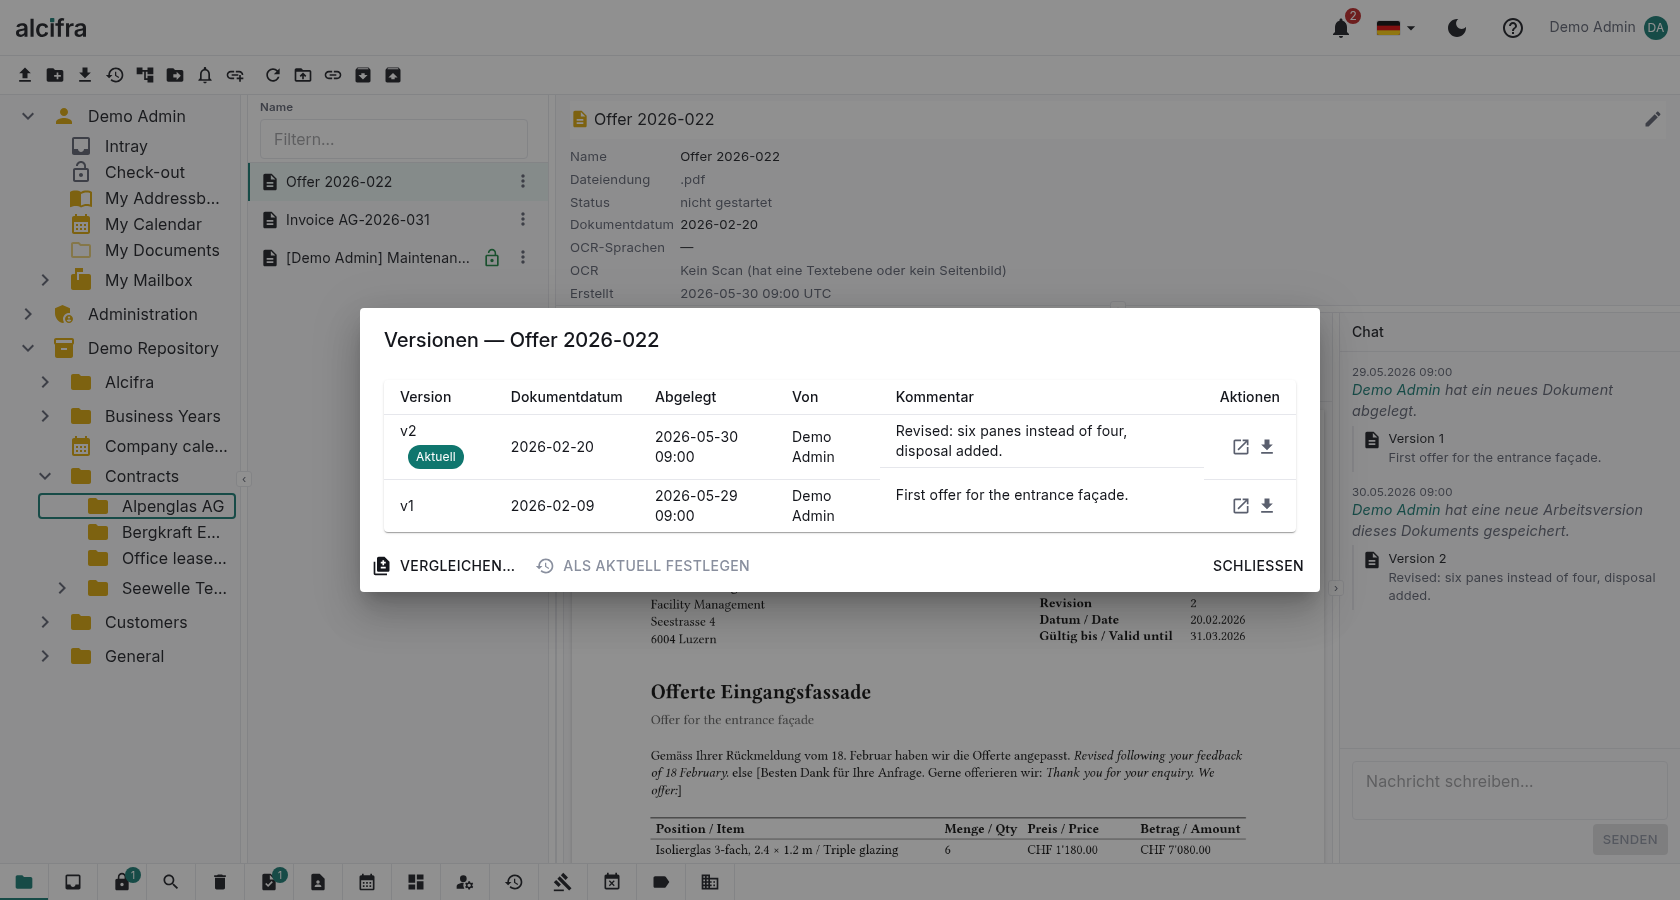 alcifra
2
Demo Admin
DA
Demo Admin
Intray
Check-out
My Addressb...
My Calendar
My Documents
My Mailbox
Administration
Demo Repository
Alcifra
Business Years
Company cale...
Contracts
Alpenglas AG
Bergkraft E...
Office lease...
Seewelle Te...
Customers
General
Name
Filtern...
Offer 2026-022
Invoice AG-2026-031
[Demo Admin] Maintenan...
Offer 2026-022
Name Offer 2026-022
Dateiendung .pdf
Status nicht gestartet
Dokumentdatum 2026-02-20
OCR-Sprachen —
OCR Kein Scan (hat eine Textebene oder kein Seitenbild)
Erstellt 2026-05-30 09:00 UTC
Versionen — Offer 2026-022
Version Dokumentdatum Abgelegt Von Kommentar Aktionen
v2 Aktuell 2026-02-20 2026-05-30 09:00 Demo Admin Revised: six panes instead of four, disposal added.
v1 2026-02-09 2026-05-29 09:00 Demo Admin First offer for the entrance façade.
VERGLEICHEN... ALS AKTUELL FESTLEGEN SCHLIESSEN
Facility Management
Seestrasse 4
6004 Luzern
Revision 2
Datum / Date 20.02.2026
Gültig bis / Valid until 31.03.2026
Offerte Eingangsfassade
Offer for the entrance façade
Gemäss Ihrer Rückmeldung vom 18. Februar haben wir die Offerte angepasst. Revised following your feedback
of 18 February. else [Besten Dank für Ihre Anfrage. Gerne offerieren wir: Thank you for your enquiry. We
offer:]
Position / Item Menge / Qty Preis / Price Betrag / Amount
Isolierglas 3-fach, 2.4 × 1.2 m / Triple glazing 6 CHF 1'180.00 CHF 7'080.00
Chat
29.05.2026 09:00
Demo Admin hat ein neues Dokument
abgelegt.
Version 1
First offer for the entrance façade.
30.05.2026 09:00
Demo Admin hat eine neue Arbeitsversion
dieses Dokuments gespeichert.
Version 2
Revised: six panes instead of four, disposal
added.
Nachricht schreiben...
SENDEN
1
1